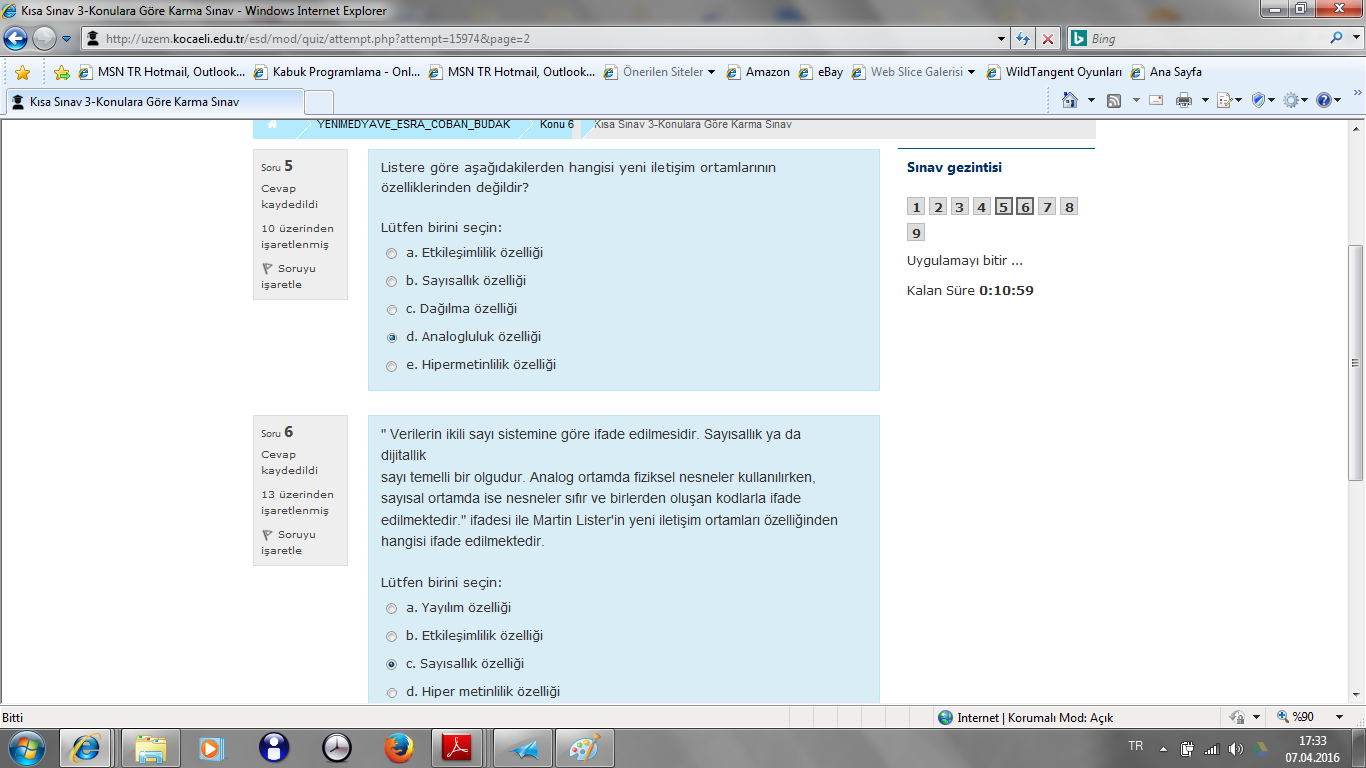 Kısa Sınav 3-Konulara Göre Karma Sınav - Windows Internet Explorer
http://uzem.kocaeli.edu.tr/esd/mod/quiz/attempt.php?attempt=15974&page=2
Bing
MSN TR Hotmail, Outlook... Kabuk Programlama - Onl... MSN TR Hotmail, Outlook... Önerilen Siteler Amazon eBay Web Slice Galerisi WildTangent Oyunları Ana Sayfa
Kısa Sınav 3-Konulara Göre Karma Sınav
YENIMEDYAVE_ESRA_COBAN_BUDAK Konu 6 Kısa Sınav 3-Konulara Göre Karma Sınav
Soru 5
Cevap
kaydedildi
10 üzerinden
işaretlenmiş
Soruyu
işaretle
Listere göre aşağıdakilerden hangisi yeni iletişim ortamlarının
özelliklerinden değildir?
Lütfen birini seçin:
a. Etkileşimlilik özelliği
b. Sayısallık özelliği
c. Dağılma özelliği
d. Analogluluk özelliği
e. Hipermetinlilik özelliği
Soru 6
Cevap
kaydedildi
13 üzerinden
işaretlenmiş
Soruyu
işaretle
" Verilerin ikili sayı sistemine göre ifade edilmesidir. Sayısallık ya da
dijitallik
sayı temelli bir olgudur. Analog ortamda fiziksel nesneler kullanılırken,
sayısal ortamda ise nesneler sıfır ve birlerden oluşan kodlarla ifade
edilmektedir." ifadesi ile Martin Lister'in yeni iletişim ortamları özelliğinden
hangisi ifade edilmektedir.
Lütfen birini seçin:
a. Yayılım özelliği
b. Etkileşimlilik özelliği
c. Sayısallık özelliği
d. Hiper metinlilik özelliği
Sınav gezintisi
1 2 3 4 5 6 7 8
9
Uygulamayı bitir ...
Kalan Süre 0:10:59
Bitti
Internet | Korumalı Mod: Açık
%90
TR
17:33
07.04.2016